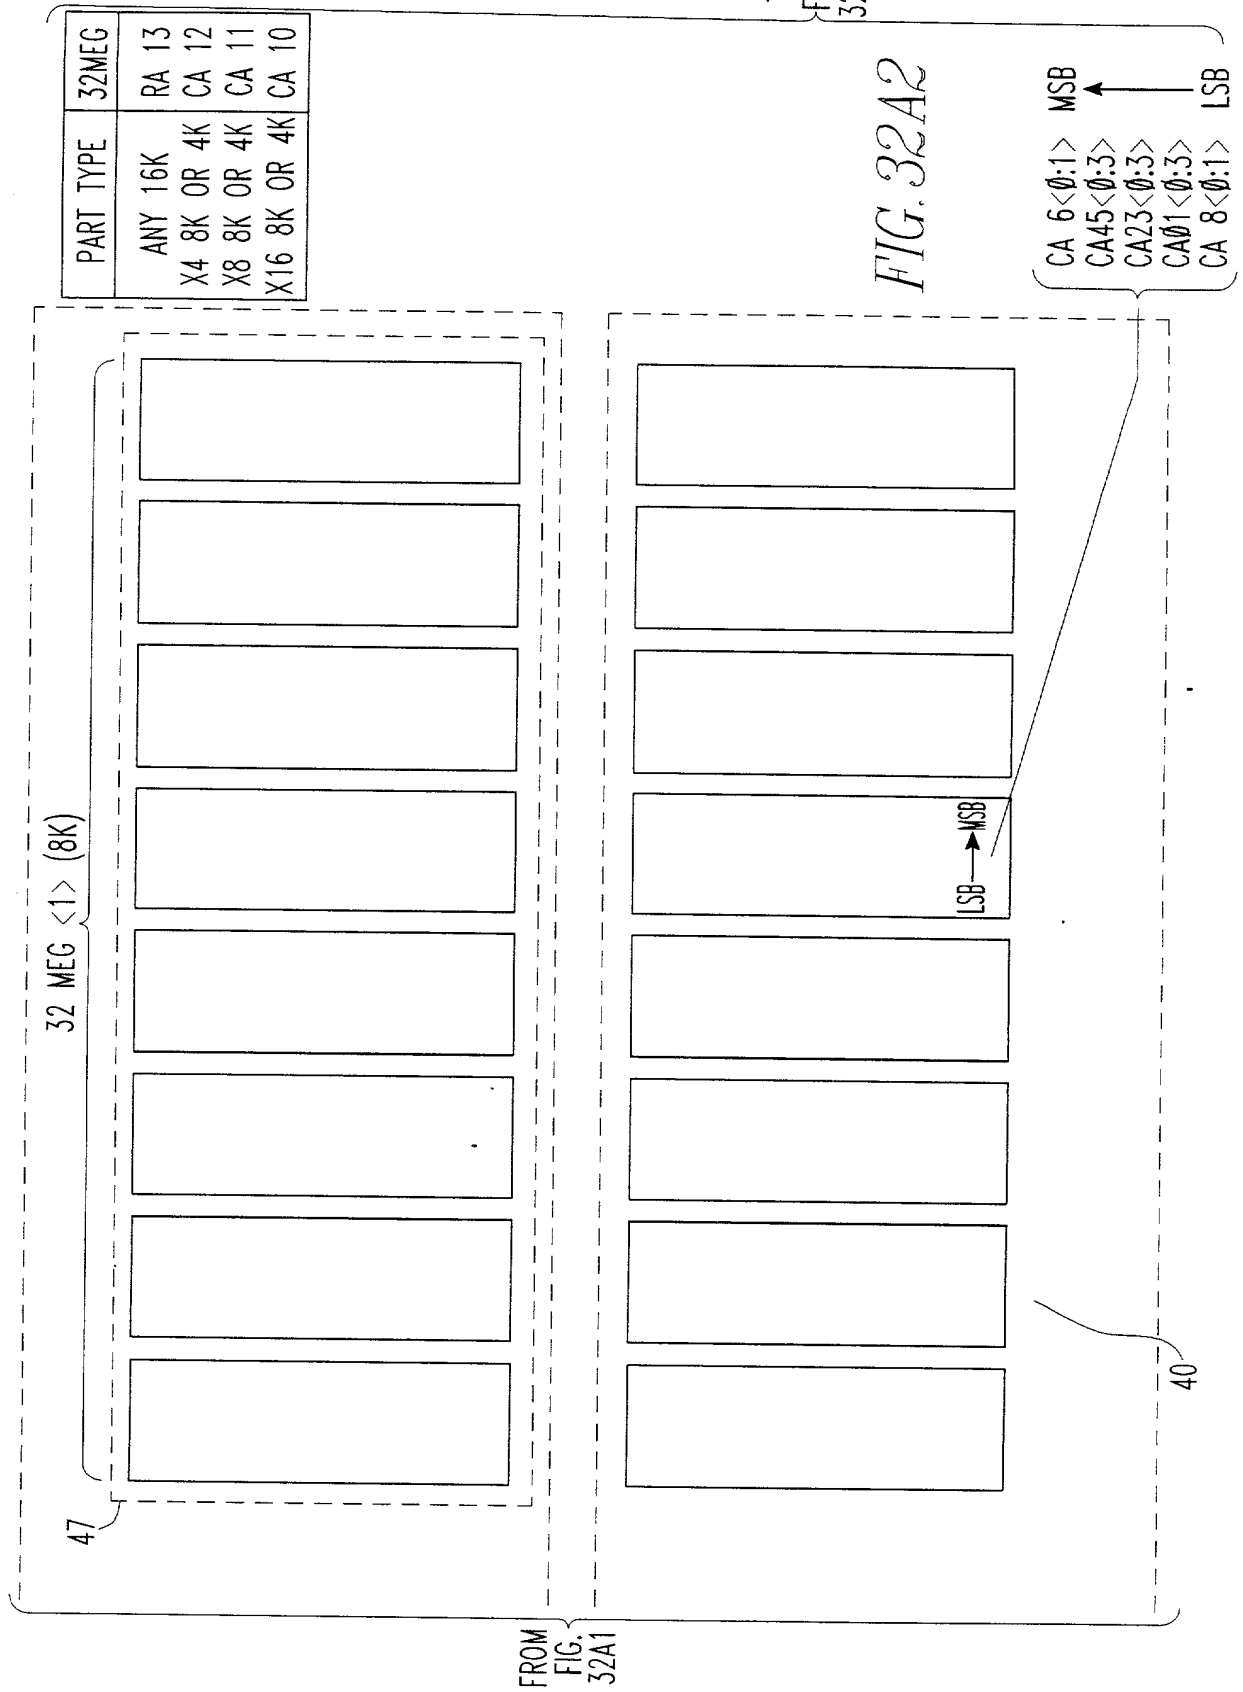 F
32
PART TYPE 32MEG
ANY 16K RA 13
X4 8K OR 4K CA 12
X8 8K OR 4K CA 11
X16 8K OR 4K CA 10
32 MEG <1> (8K)
47
FROM
FIG.
32A1
FIG. 32A2
LSB MSB
CA 6<Ø:1> MSB
CA45<Ø:3>
CA23<Ø:3>
CAØ1<Ø:3>
CA 8<Ø:1> LSB
40